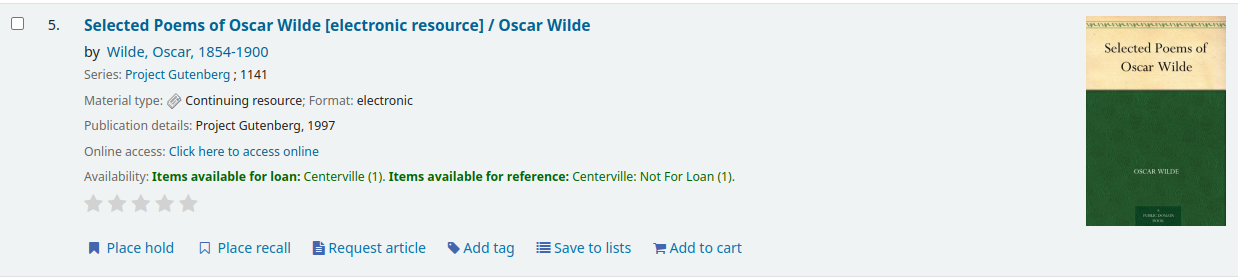 5. Selected Poems of Oscar Wilde [electronic resource] / Oscar Wilde
by Wilde, Oscar, 1854-1900
Series: Project Gutenberg ; 1141
Material type: Continuing resource; Format: electronic
Publication details: Project Gutenberg, 1997
Online access: Click here to access online
Availability: Items available for loan: Centerville (1). Items available for reference: Centerville: Not For Loan (1).
Place hold Place recall Request article Add tag Save to lists Add to cart
Selected Poems of
Oscar Wilde
OSCAR WILDE
A
PUBLIC DOMAIN
BOOK